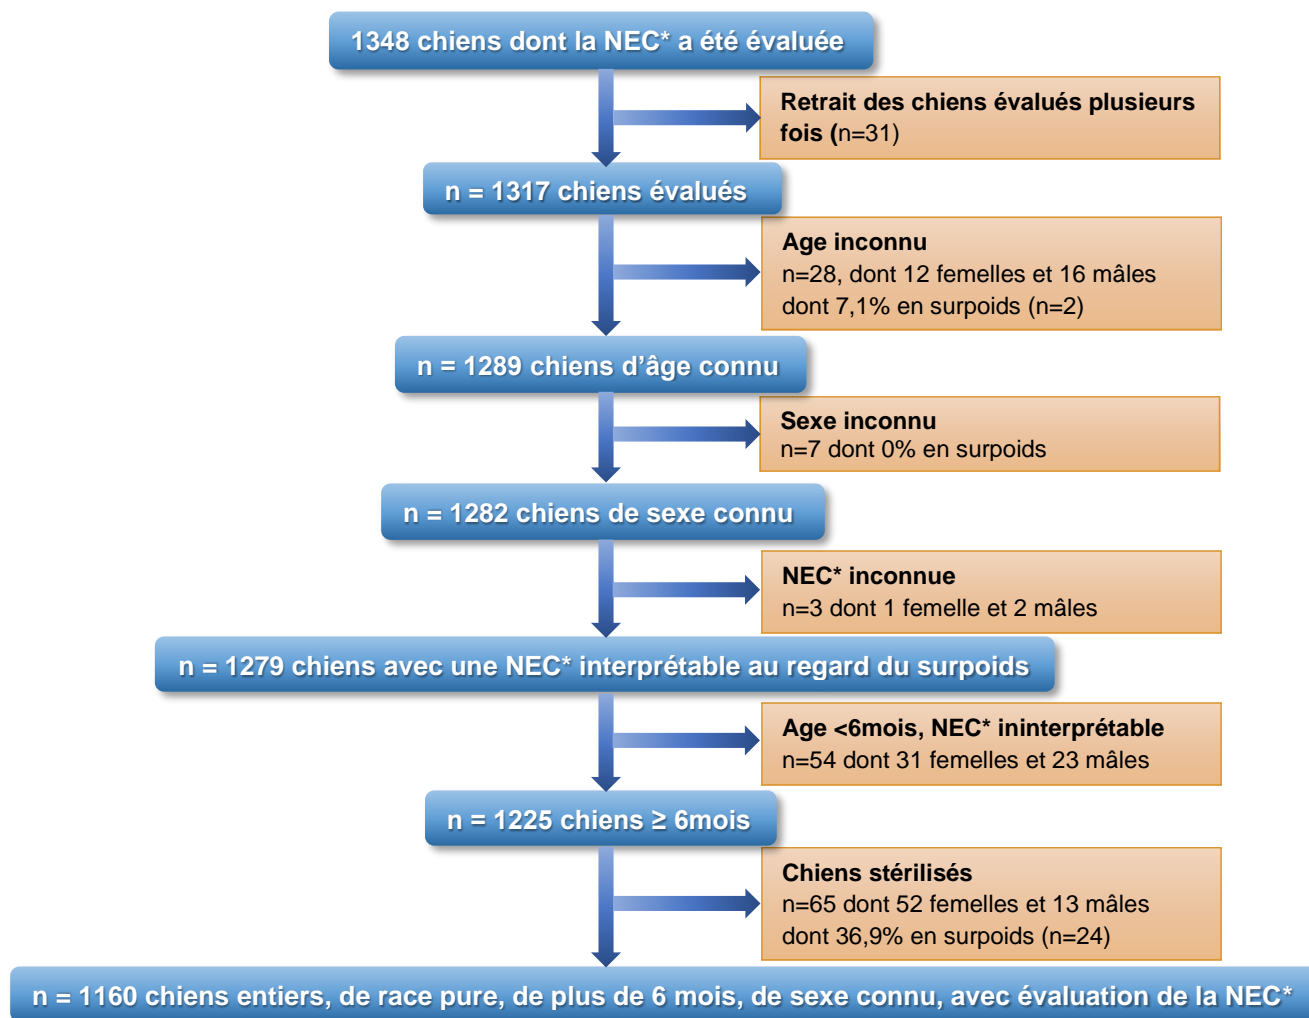 1348 chiens dont la NEC* a été évaluée
Retrait des chiens évalués plusieurs
fois (n=31)
n = 1317 chiens évalués
Age inconnu
n=28, dont 12 femelles et 16 mâles
dont 7,1% en surpoids (n=2)
n = 1289 chiens d’âge connu
Sexe inconnu
n=7 dont 0% en surpoids
n = 1282 chiens de sexe connu
NEC* inconnue
n=3 dont 1 femelle et 2 mâles
n = 1279 chiens avec une NEC* interprétable au regard du surpoids
Age <6mois, NEC* ininterprétable
n=54 dont 31 femelles et 23 mâles
n = 1225 chiens ≥ 6mois
Chiens stérilisés
n=65 dont 52 femelles et 13 mâles
dont 36,9% en surpoids (n=24)
n = 1160 chiens entiers, de race pure, de plus de 6 mois, de sexe connu, avec évaluation de la NEC*